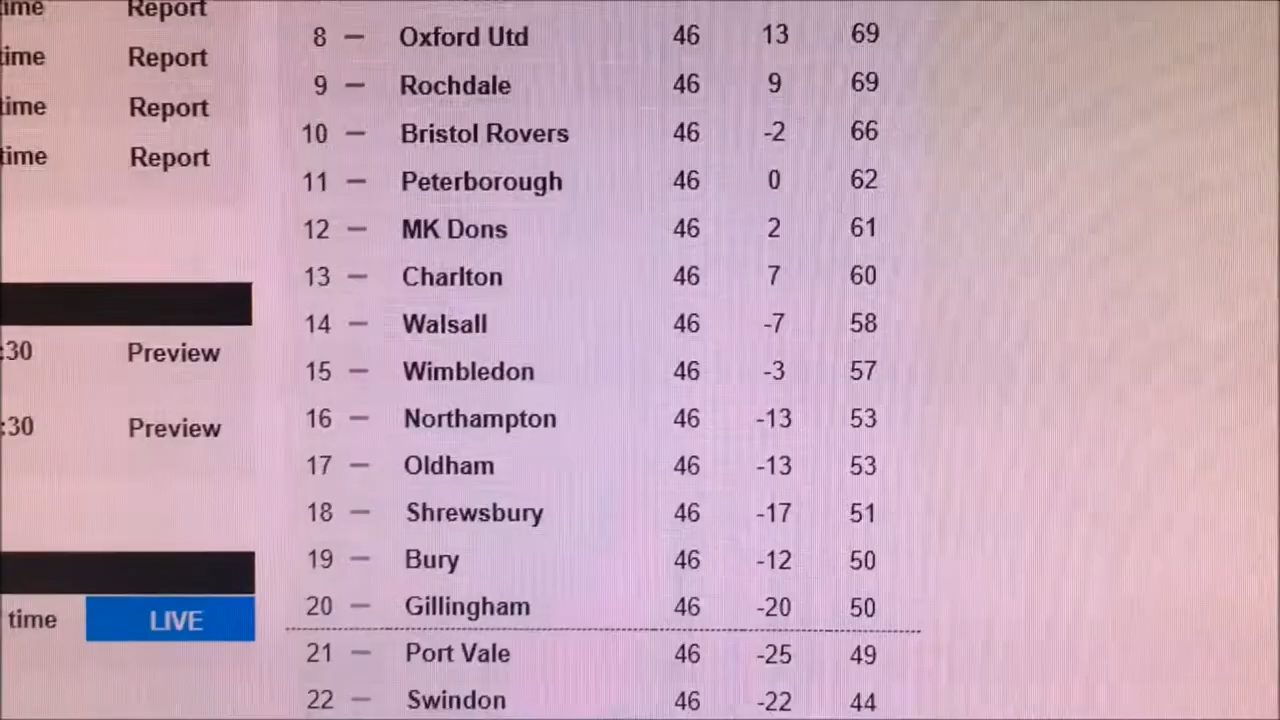 ime Report
time Report
time Report
time Report
:30 Preview
:30 Preview
time LIVE
8 — Oxford Utd 46 13 69
9 — Rochdale 46 9 69
10 — Bristol Rovers 46 -2 66
11 — Peterborough 46 0 62
12 — MK Dons 46 2 61
13 — Charlton 46 7 60
14 — Walsall 46 -7 58
15 — Wimbledon 46 -3 57
16 — Northampton 46 -13 53
17 — Oldham 46 -13 53
18 — Shrewsbury 46 -17 51
19 — Bury 46 -12 50
20 — Gillingham 46 -20 50
21 — Port Vale 46 -25 49
22 — Swindon 46 -22 44